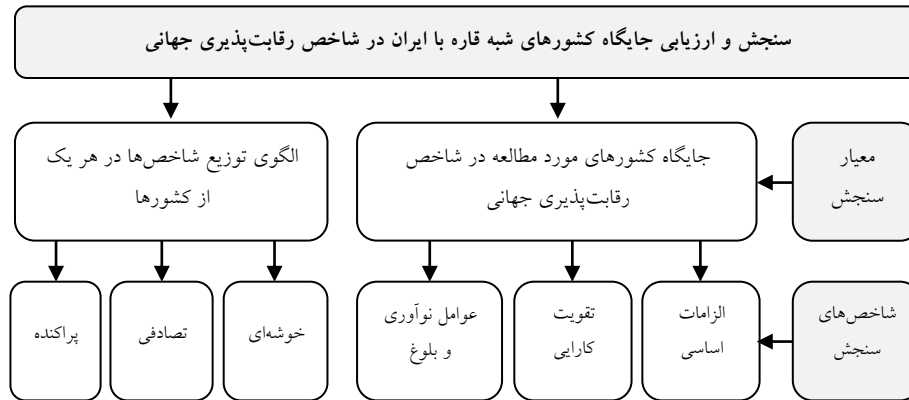 سنجش و ارزیابی جایگاه کشورهای شبه قاره با ایران در شاخص رقابت‌پذیری جهانی
معیار
سنجش
جایگاه کشورهای مورد مطالعه در شاخص
رقابت‌پذیری جهانی
الگوی توزیع شاخص‌ها در هر یک
از کشورها
شاخص‌های
سنجش
الزامات
اساسی
تقویت
کارایی
عوامل نوآوری
و بلوغ
خوشه‌ای
تصادفی
پراکنده